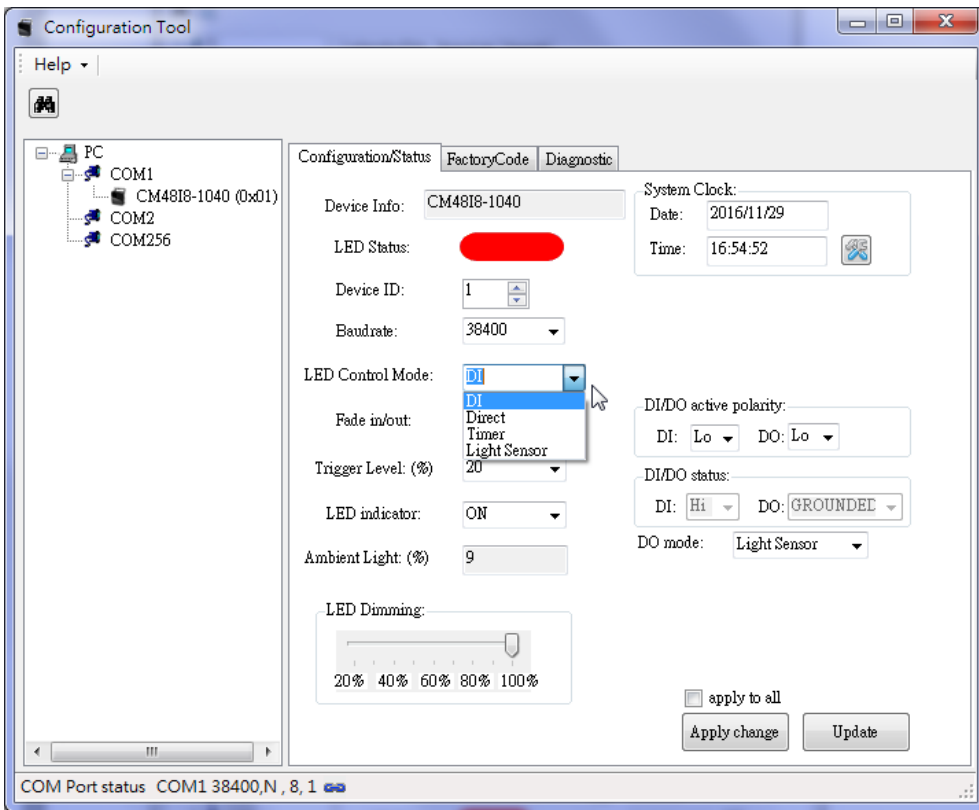 Configuration Tool
Help
PC
COM1
CM48I8-1040 (0x01)
COM2
COM256
Configuration/Status FactoryCode Diagnostic
Device Info: CM48I8-1040
LED Status:
Device ID: 1
Baudrate: 38400
LED Control Mode: DI
DI
Direct
Timer
Light Sensor
Fade in/out:
Trigger Level: (%) 20
LED indicator: ON
Ambient Light: (%) 9
LED Dimming:
20% 40% 60% 80% 100%
System Clock:
Date: 2016/11/29
Time: 16:54:52
DI/DO active polarity:
DI: Lo DO: Lo
DI/DO status:
DI: Hi DO: GROUNDED
DO mode: Light Sensor
apply to all
Apply change Update
COM Port status COM1 38400,N , 8, 1